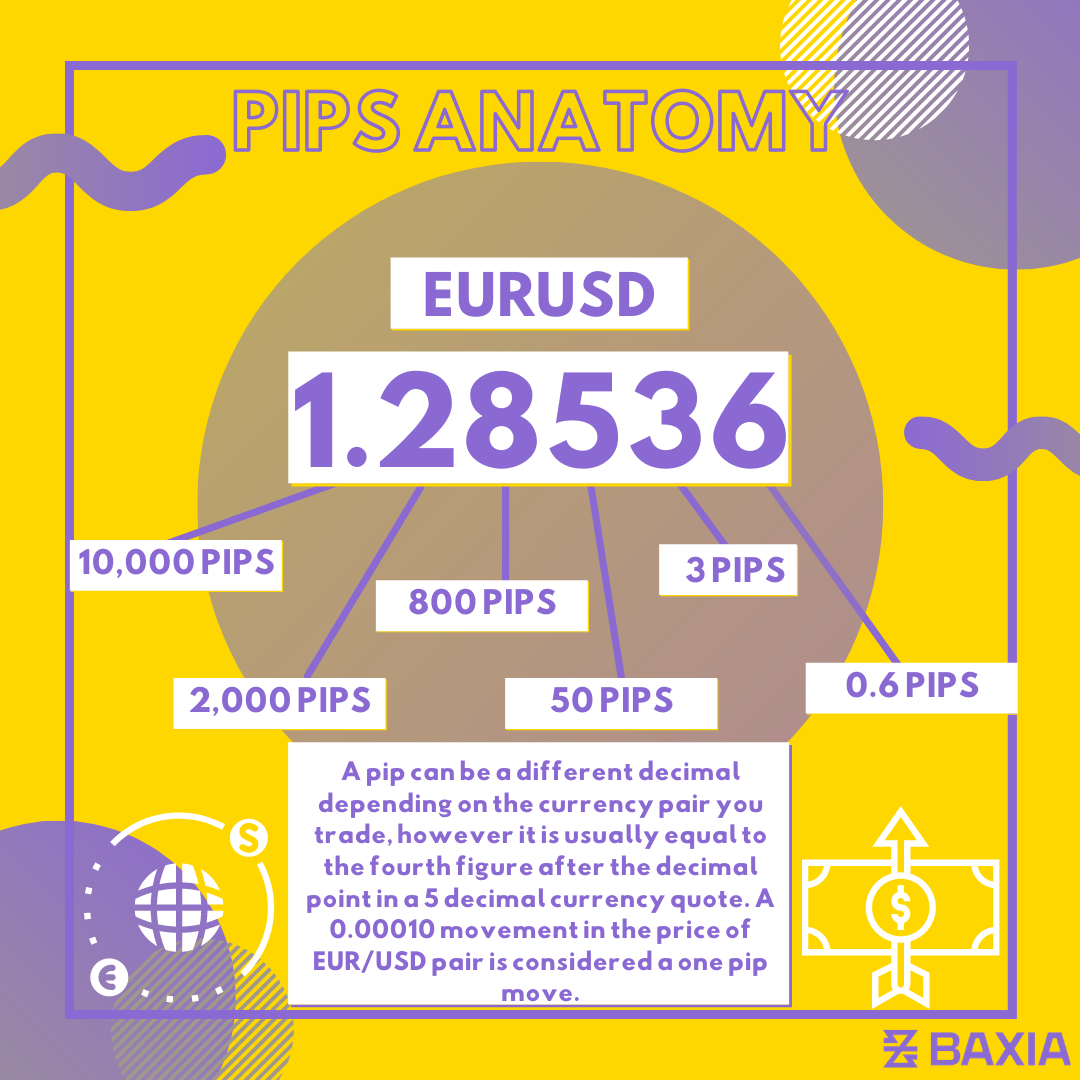 PIPS ANATOMY
EURUSD
1.28536
10,000 PIPS
3 PIPS
800 PIPS
0.6 PIPS
2,000 PIPS
50 PIPS
A pip can be a different decimal
depending on the currency pair you
trade, however it is usually equal to
the fourth figure after the decimal
point in a 5 decimal currency quote. A
0.00010 movement in the price of
EUR/USD pair is considered a one pip
move.
$
€
$
BAXIA